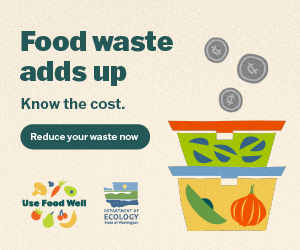 Food waste
adds up
Know the cost.
Reduce your waste now
Use Food Well
DEPARTMENT OF
ECOLOGY
State of Washington